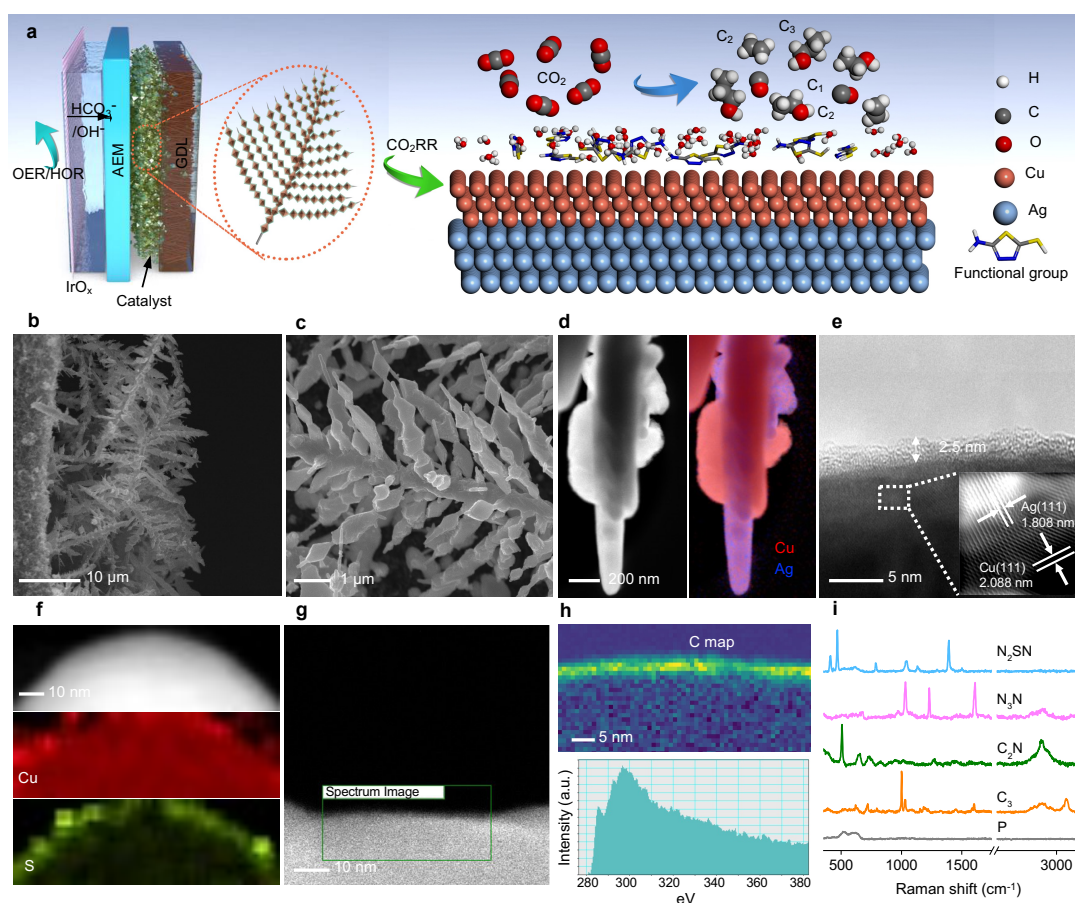 a
HCO₃⁻
/OH⁻
OER/HOR
AEM
GDL
IrOₓ
Catalyst
CO₂RR
CO₂
C₂
C₃
C₁
C₂
H
C
O
Cu
Ag
Functional group
b
10 µm
c
1 µm
d
200 nm
Cu
Ag
e
2.5 nm
Ag(111)
1.808 nm
Cu(111)
2.088 nm
5 nm
f
10 nm
Cu
S
g
Spectrum Image
10 nm
h
C map
5 nm
Intensity (a.u.)
280 300 320 340 360 380
eV
i
N₂SN
N₃N
C₂N
C₃
P
500 1000 1500 3000
Raman shift (cm⁻¹)